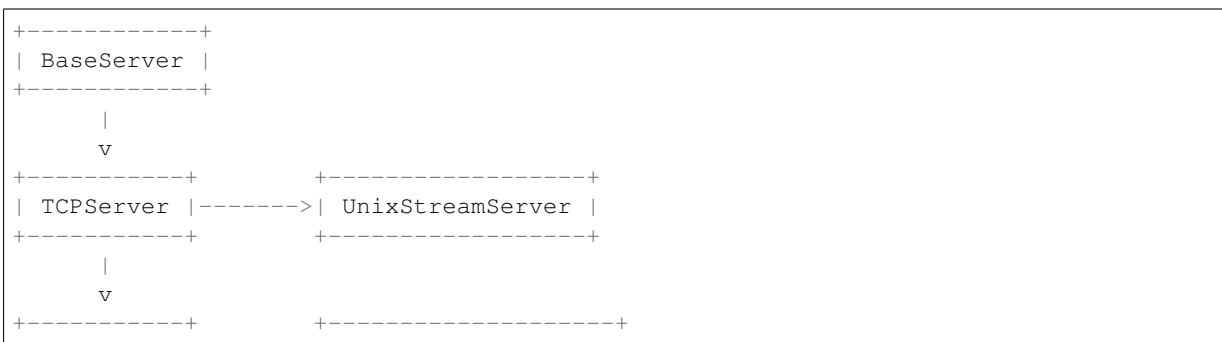 +------------+
| BaseServer |
+------------+
      |
      v
+-----------+        +------------------+
| TCPServer |------->| UnixStreamServer |
+-----------+        +------------------+
      |
      v
+-----------+        +--------------------+